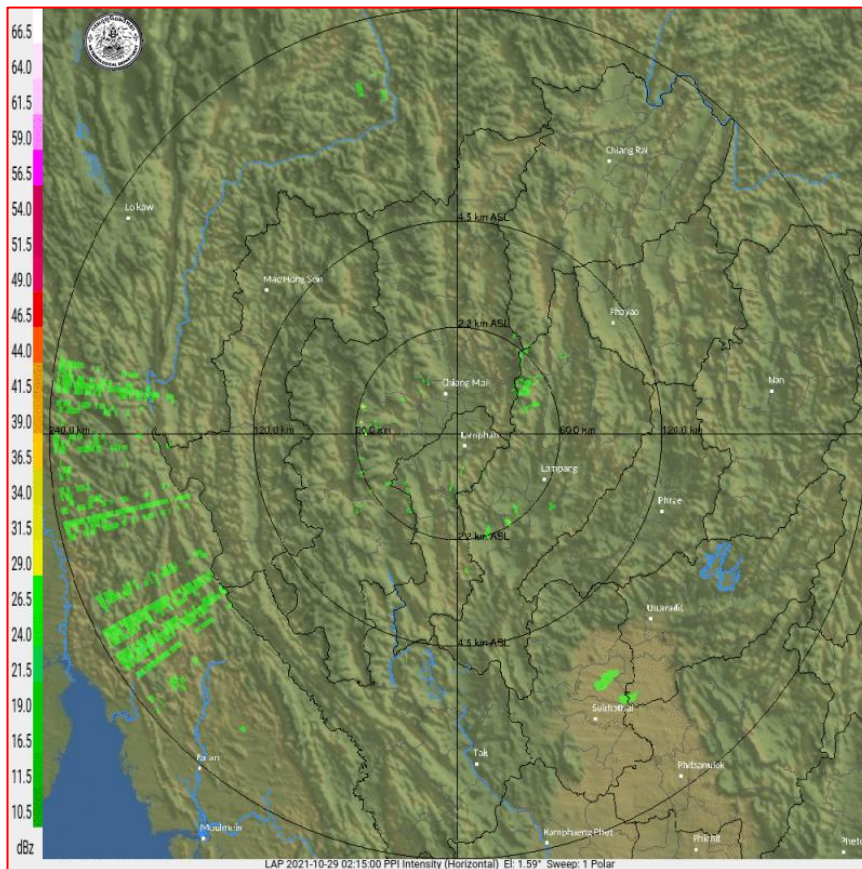 66.5
64.0
61.5
59.0
56.5
54.0
51.5
49.0
46.5
44.0
41.5
39.0
36.5
34.0
31.5
29.0
26.5
24.0
21.5
19.0
16.5
11.5
10.5
dBz
Chiang Rai
Loikaw
4.5 km ASL
Mae Hong Son
Phayao
2.2 km ASL
Chiang Mai
Nan
240.0 km
120.0 km
60.0 km
120.0 km
Lamphun
Lampang
Phrae
2.2 km ASL
Uttaradit
4.5 km ASL
Sukhothai
Tak
Pa'an
Phitsanulok
Moulmein
Kamphaeng Phet
Phichit
LAP 2021-10-29 02:15:00 PPI Intensity (Horizontal) El: 1.59° Sweep: 1 Polar